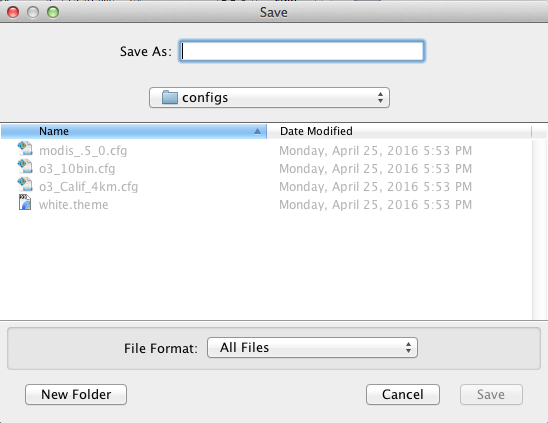 Save
Save As:
configs
Name Date Modified
modis_.5_0.cfg Monday, April 25, 2016 5:53 PM
o3_10bin.cfg Monday, April 25, 2016 5:53 PM
o3_Calif_4km.cfg Monday, April 25, 2016 5:53 PM
white.theme Monday, April 25, 2016 5:53 PM
File Format: All Files
New Folder Cancel Save